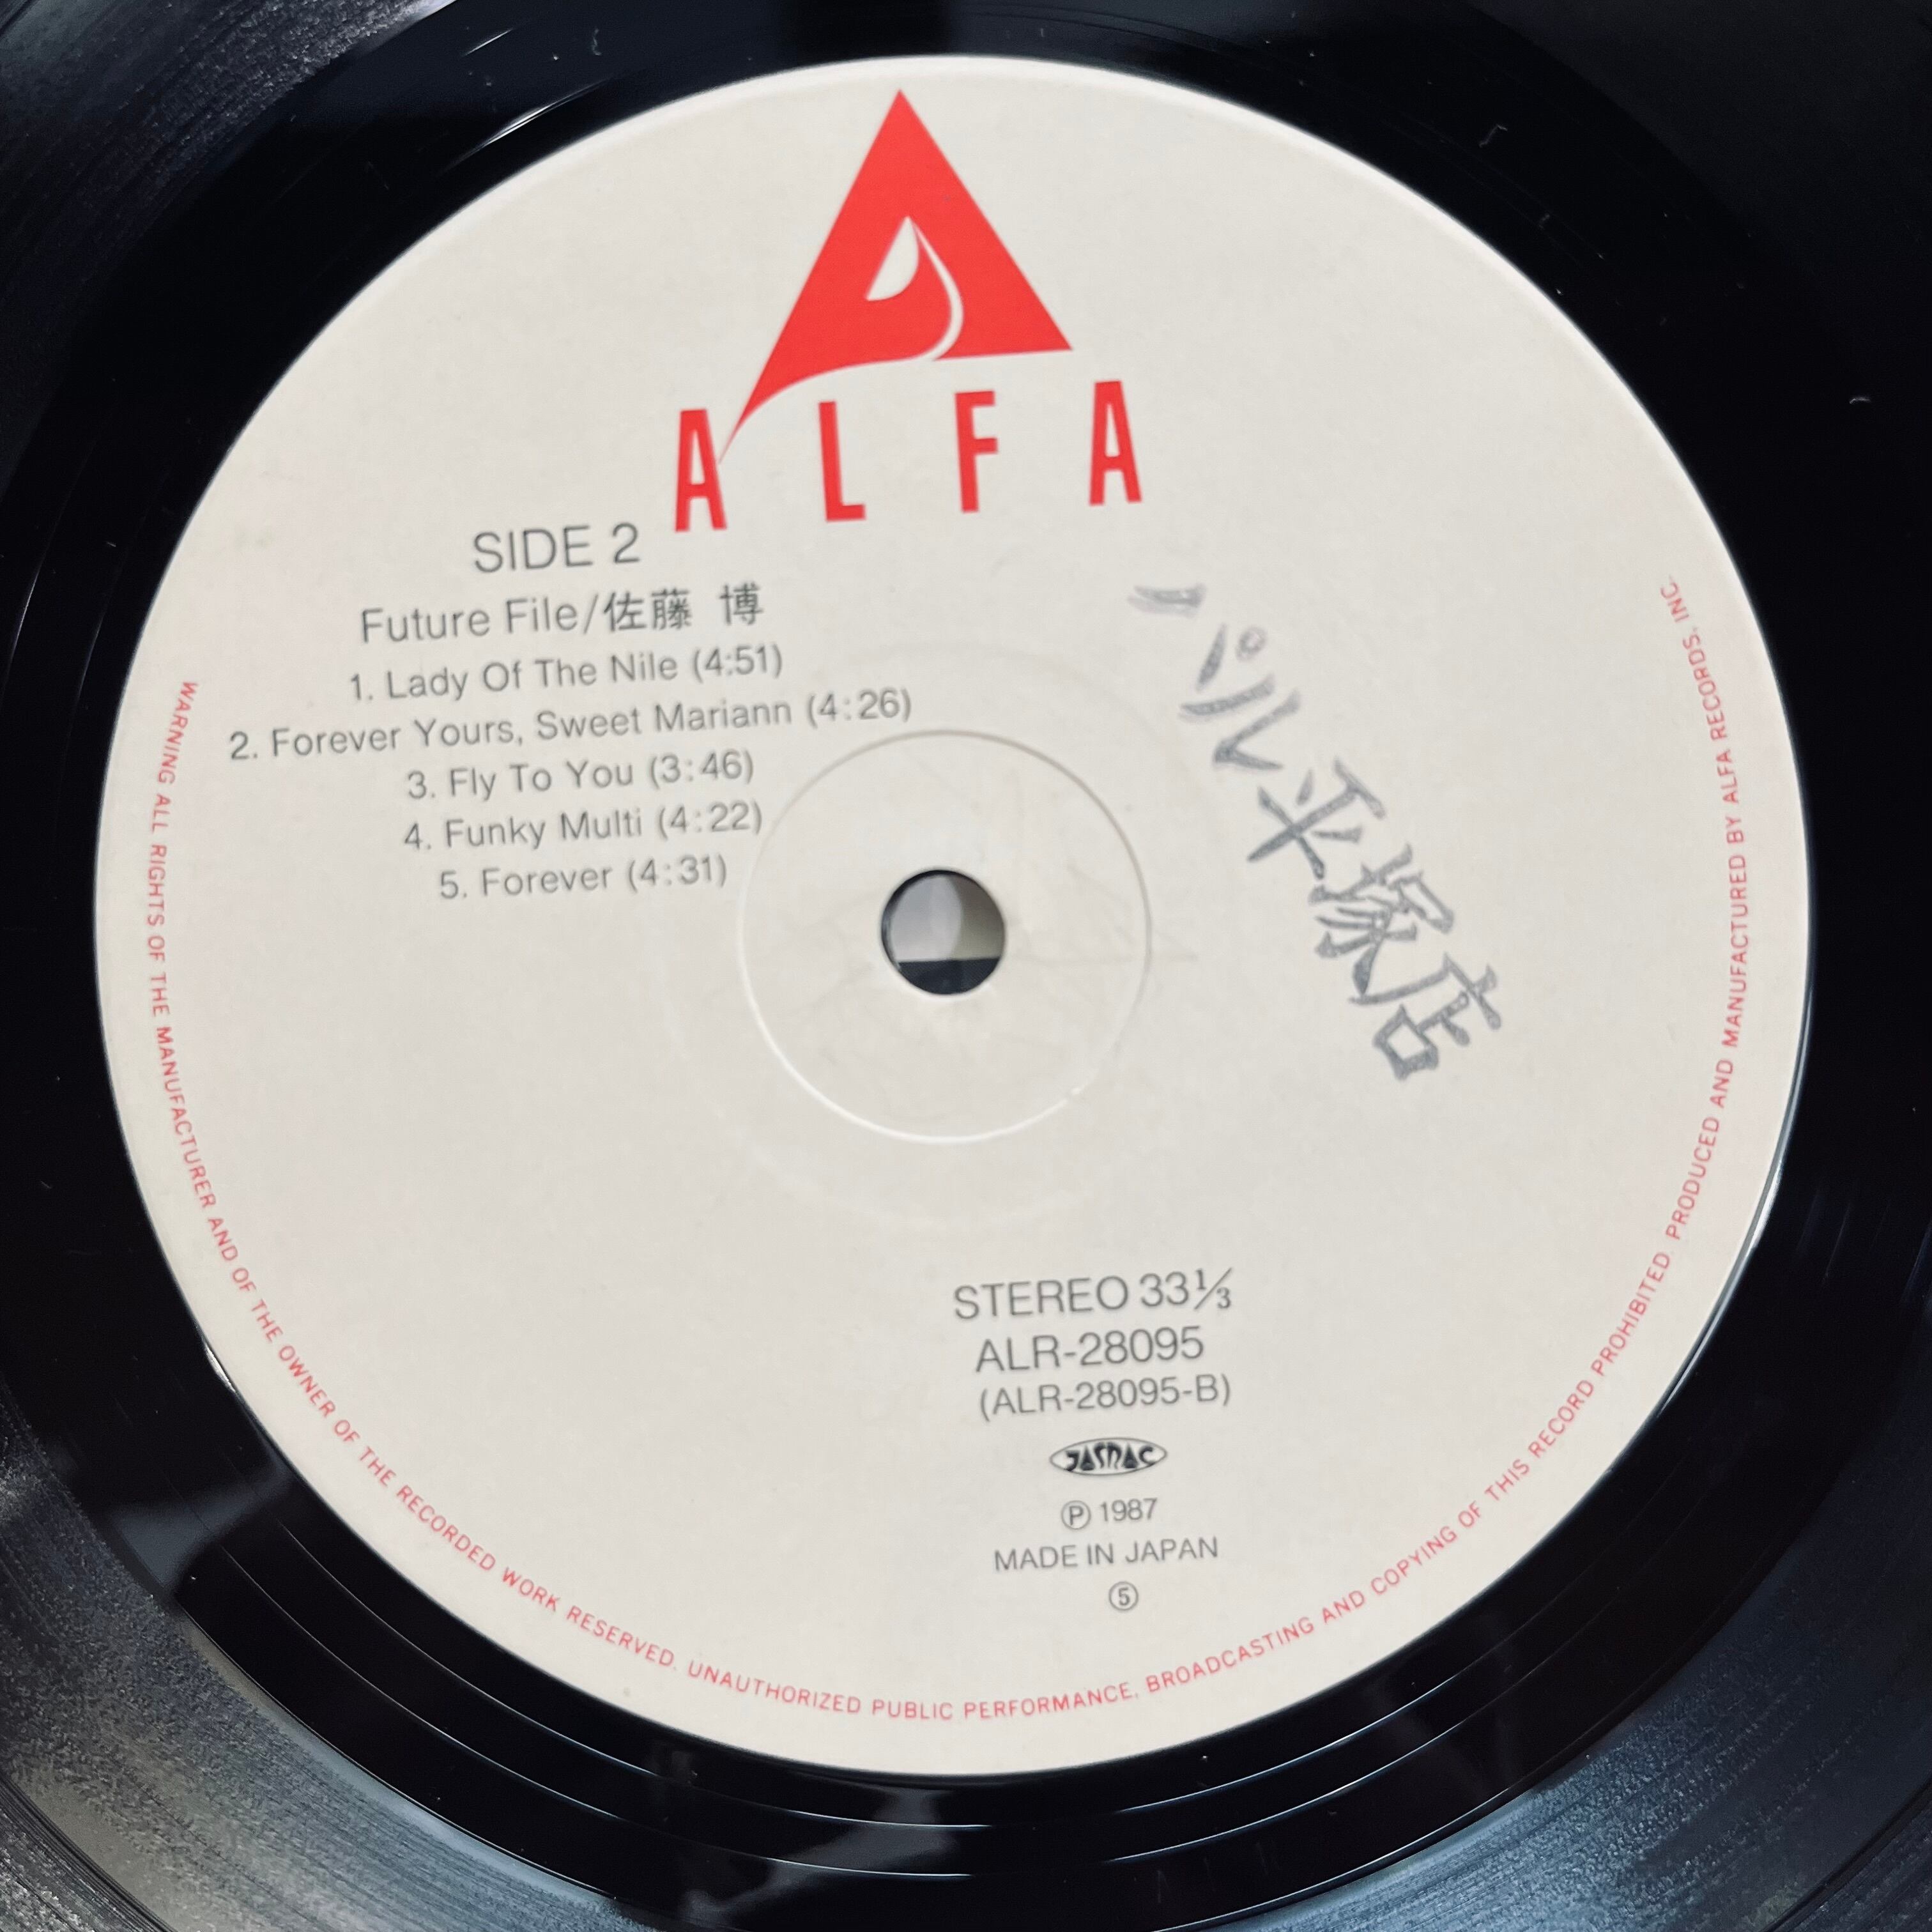 ALFA
SIDE 2
Future File/佐藤 博
1. Lady Of The Nile (4:51)
2. Forever Yours, Sweet Mariann (4:26)
3. Fly To You (3:46)
4. Funky Multi (4:22)
5. Forever (4:31)
パル平塚店
STEREO 33⅓
ALR-28095
(ALR-28095-B)
JASRAC
Ⓟ 1987
MADE IN JAPAN
⑤
WARNING ALL RIGHTS OF THE MANUFACTURER AND OF THE OWNER OF THE RECORDED WORK RESERVED. UNAUTHORIZED PUBLIC PERFORMANCE, BROADCASTING AND COPYING OF THIS RECORD PROHIBITED. PRODUCED AND MANUFACTURED BY ALFA RECORDS, INC.